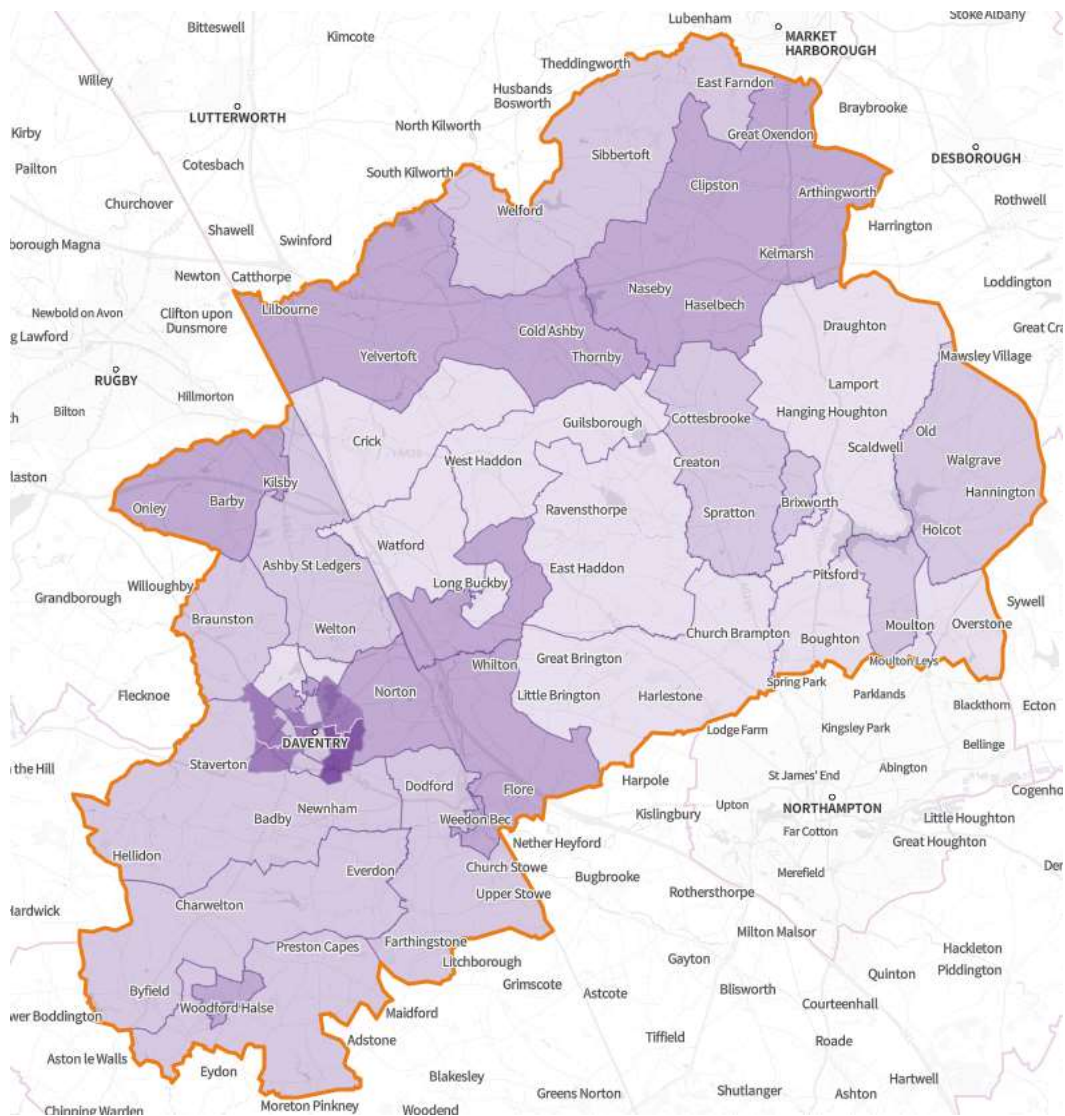 Stoke Albany
Lubenham
Bitteswell
Kimcote
MARKET
HARBOROUGH
Theddingworth
Willey
East Farndon
Husbands
Bosworth
Braybrooke
LUTTERWORTH
North Kilworth
Great Oxendon
Kirby
Sibbertoft
DESBOROUGH
Pailton
Cotesbach
South Kilworth
Clipston
Arthingworth
Rothwell
Churchover
Welford
Harrington
Shawell
Swinford
borough Magna
Kelmarsh
Newton
Catthorpe
Loddington
Naseby
Haselbech
Lilbourne
Newbold on Avon
Clifton upon
Dunsmore
Draughton
Great Cra
g Lawford
Cold Ashby
Yelvertoft
Thornby
Mawsley Village
RUGBY
Lamport
Hillmorton
Bilton
Hanging Houghton
Cottesbrooke
Guilsborough
th
Crick
Old
Scaldwell
West Haddon
Creaton
Walgrave
laston
Kilsby
Hannington
Onley
Barby
Ravensthorpe
Brixworth
Spratton
Holcot
Watford
Ashby St Ledgers
East Haddon
Pitsford
Long Buckby
Willoughby
Grandborough
Sywell
Braunston
Moulton
Overstone
Welton
Church Brampton
Boughton
Great Brington
Moulton Leys
Whilton
Spring Park
Flecknoe
Norton
Little Brington
Harlestone
Parklands
Blackthorn
Ecton
Lodge Farm
Kingsley Park
DAVENTRY
Bellinge
Staverton
n the Hill
St James' End
Abington
Harpole
Dodford
Flore
Cogenho
Newnham
Upton
NORTHAMPTON
Kislingbury
Badby
Weedon Bec
Little Houghton
Far Cotton
Nether Heyford
Great Houghton
Hellidon
Church Stowe
Merefield
Everdon
Bugbrooke
Der
Upper Stowe
Rothersthorpe
Charwelton
Hardwick
Milton Malsor
Farthingstone
Preston Capes
Hackleton
Gayton
Litchborough
Piddington
Quinton
Grimscote
Byfield
Blisworth
Astcote
Woodford Halse
Courteenhall
wer Boddington
Maidford
Tiffield
Roade
Adstone
Aston le Walls
Eydon
Blakesley
Hartwell
Greens Norton
Shutlanger
Ashton
Moreton Pinkney
Woodend
Chipping Warden